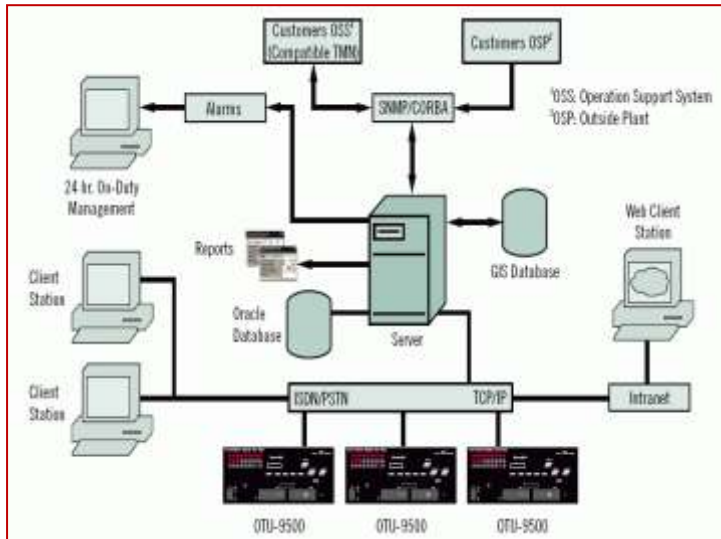 Customers OSS¹
(Compatible TMN)
Customers OSP²
Alarms
SNMP/CORBA
¹OSS: Operation Support System
²OSP: Outside Plant
24 hr. On-Duty
Management
Web Client
Station
Reports
GIS Database
Client
Station
Oracle
Database
Server
Client
Station
ISDN/PSTN
TCP/IP
Intranet
OTU-9500
OTU-9500
OTU-9500